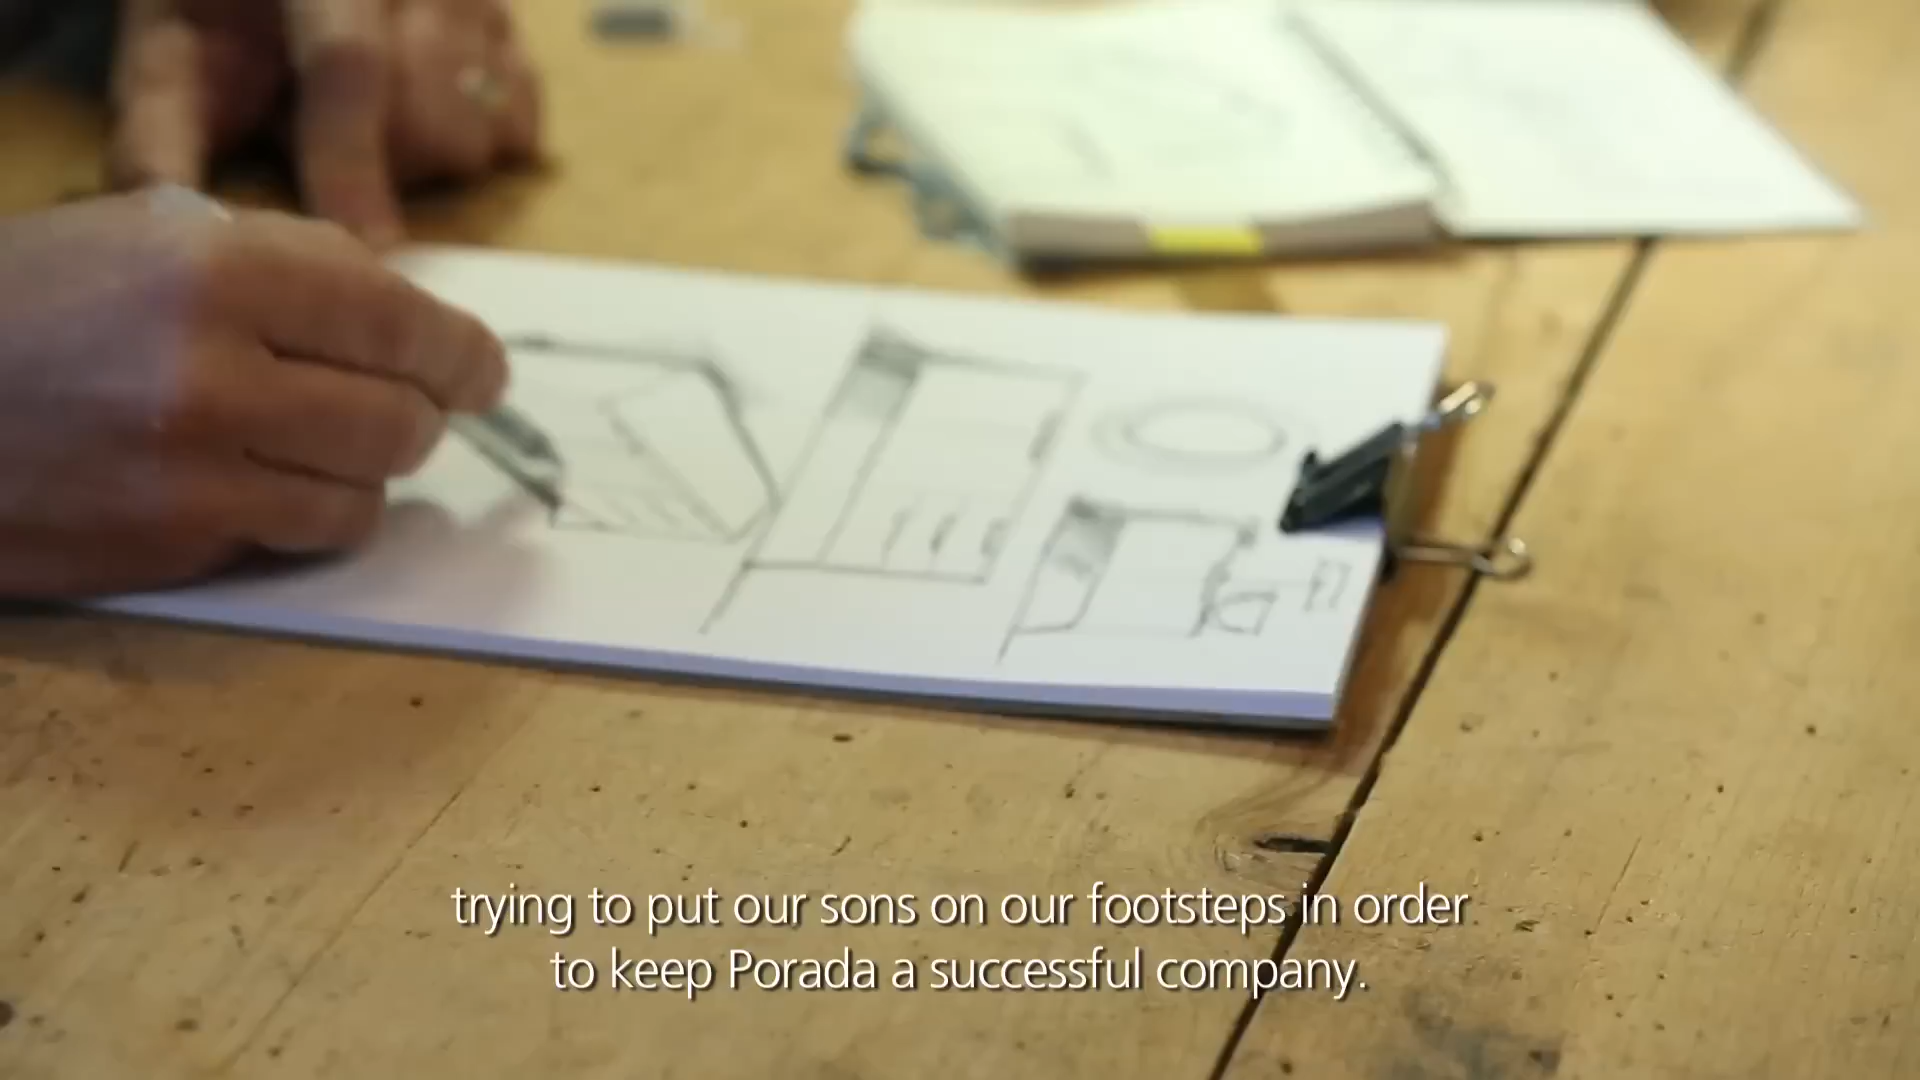 trying to put our sons on our footsteps in order
to keep Porada a successful company.